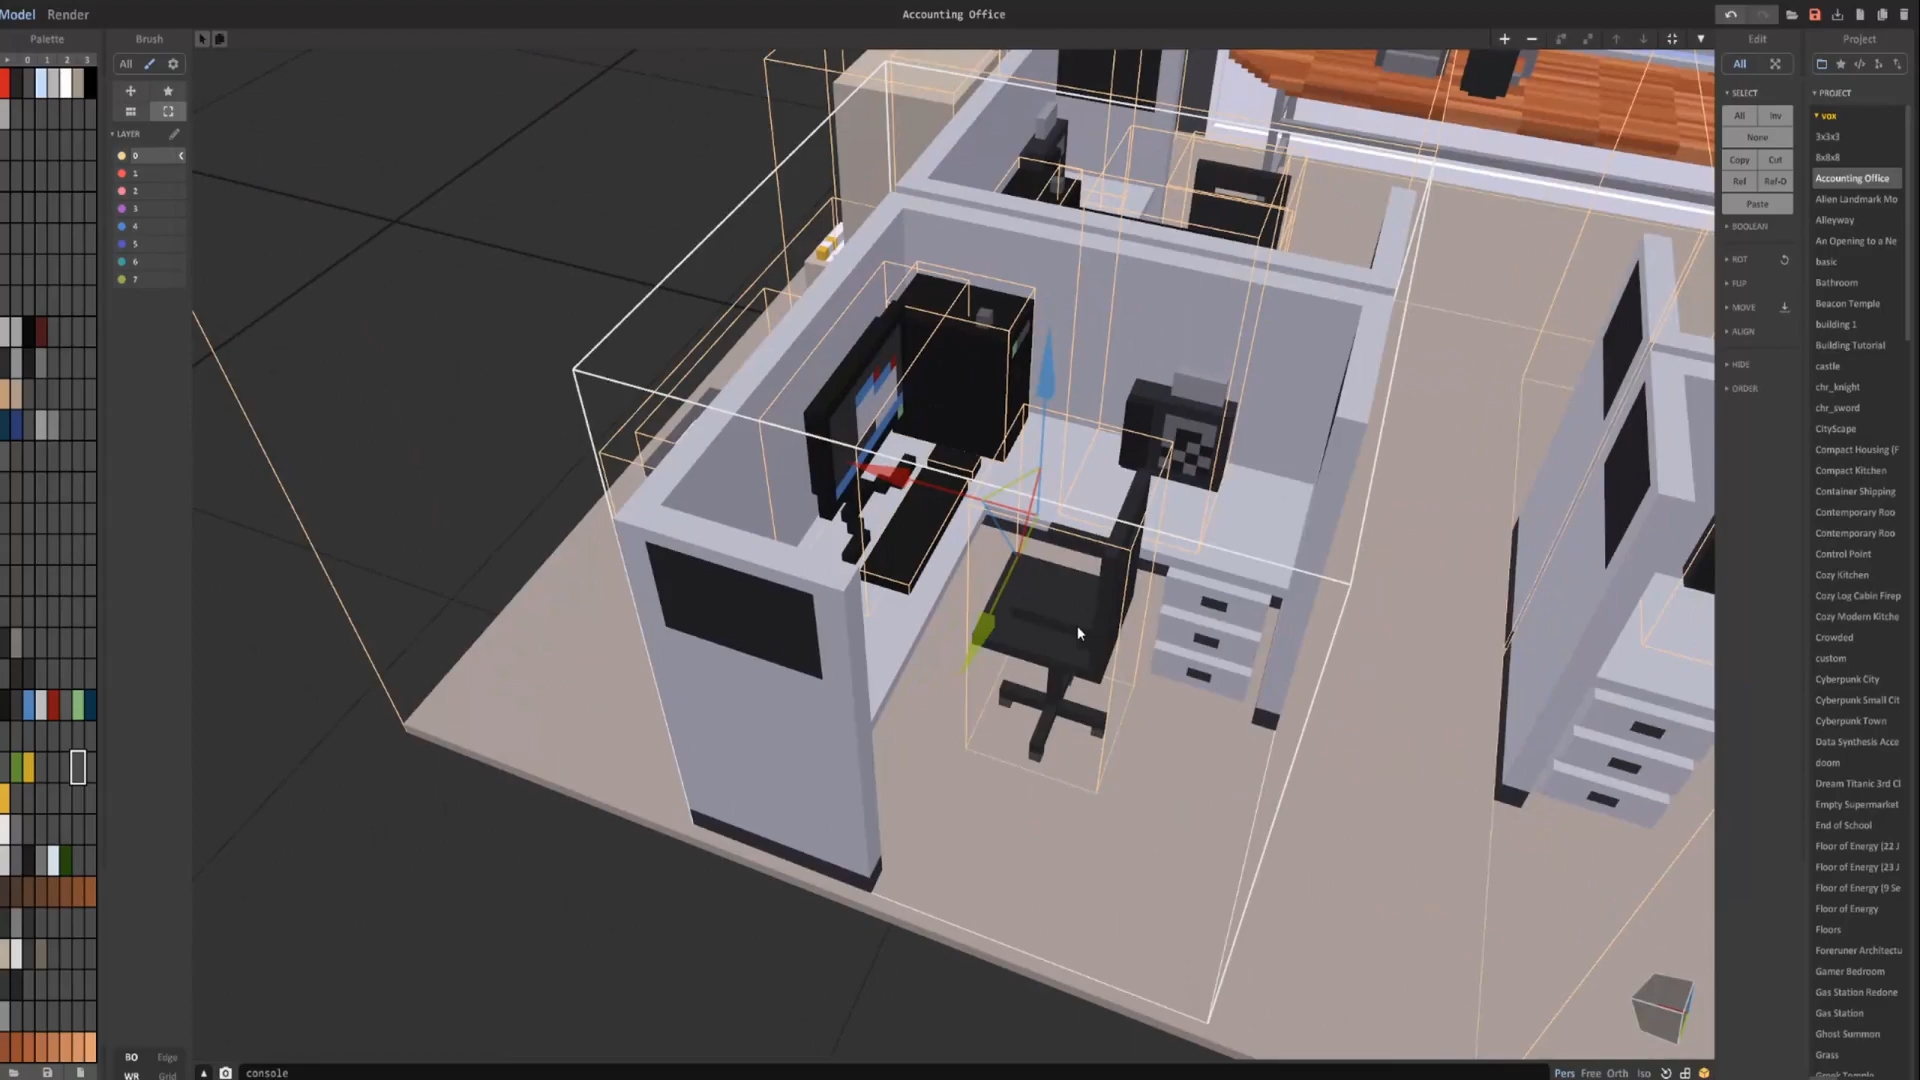 Model Render
Accounting Office
Palette
Brush
Edit
Project
0 1 2 3
All
All
LAYER
0
1
2
3
4
5
6
7
SELECT
All Inv
None
Copy Cut
Rel Ref-D
Paste
BOOLEAN
ROT
FLIP
MOVE
ALIGN
HIDE
ORDER
PROJECT
vox
3x3x3
8x8x8
Accounting Office
Alien Landmark Mo
Alleyway
An Opening to a Ne
basic
Bathroom
Beacon Temple
building 1
Building Tutorial
castle
chr_knight
chr_sword
CityScape
Compact Housing (F
Compact Kitchen
Container Shipping
Contemporary Roo
Contemporary Roo
Control Point
Cozy Kitchen
Cozy Log Cabin Firep
Cozy Modern Kitche
Crowded
custom
Cyberpunk City
Cyberpunk Small Cit
Cyberpunk Town
Data Synthesis Acce
doom
Dream Titanic 3rd Cl
Empty Supermarket
End of School
Floor of Energy (22 J
Floor of Energy (23 J
Floor of Energy (9 Se
Floor of Energy
Floors
Foreruner Architectu
Gamer Bedroom
Gas Station Redone
Gas Station
Ghost Summon
Grass
Greek Temple
BO Edge
WR Grid
console
Pers Free Orth Iso